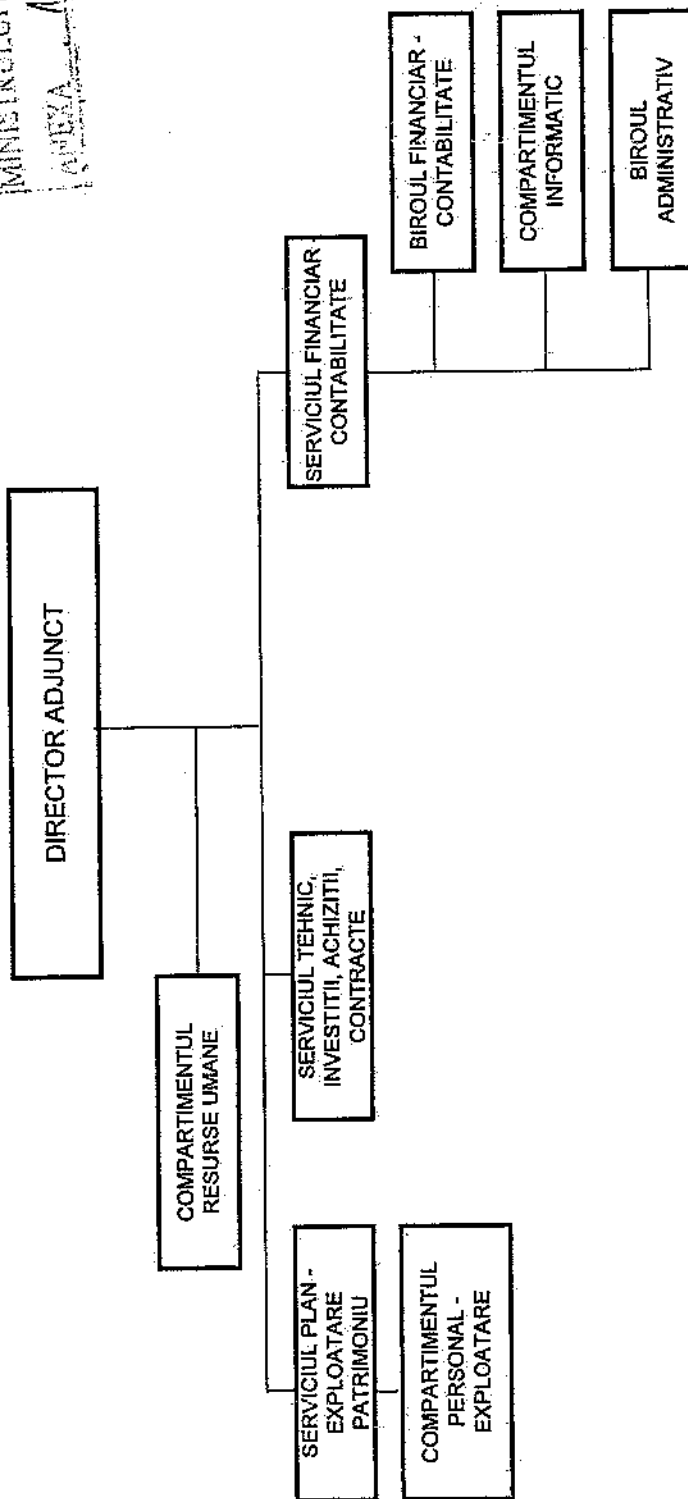 ANEXA
DIRECTOR ADJUNCT
COMPARTIMENTUL
RESURSE UMANE
SERVICIUL PLAN -
EXPLOATARE
PATRIMONIU
SERVICIUL TEHNIC,
INVESTITII, ACHIZITII,
CONTRACTE
SERVICIUL FINANCIAR -
CONTABILITATE
COMPARTIMENTUL
PERSONAL -
EXPLOATARE
BIROUL FINANCIAR -
CONTABILITATE
COMPARTIMENTUL
INFORMATIC
BIROUL
ADMINISTRATIV